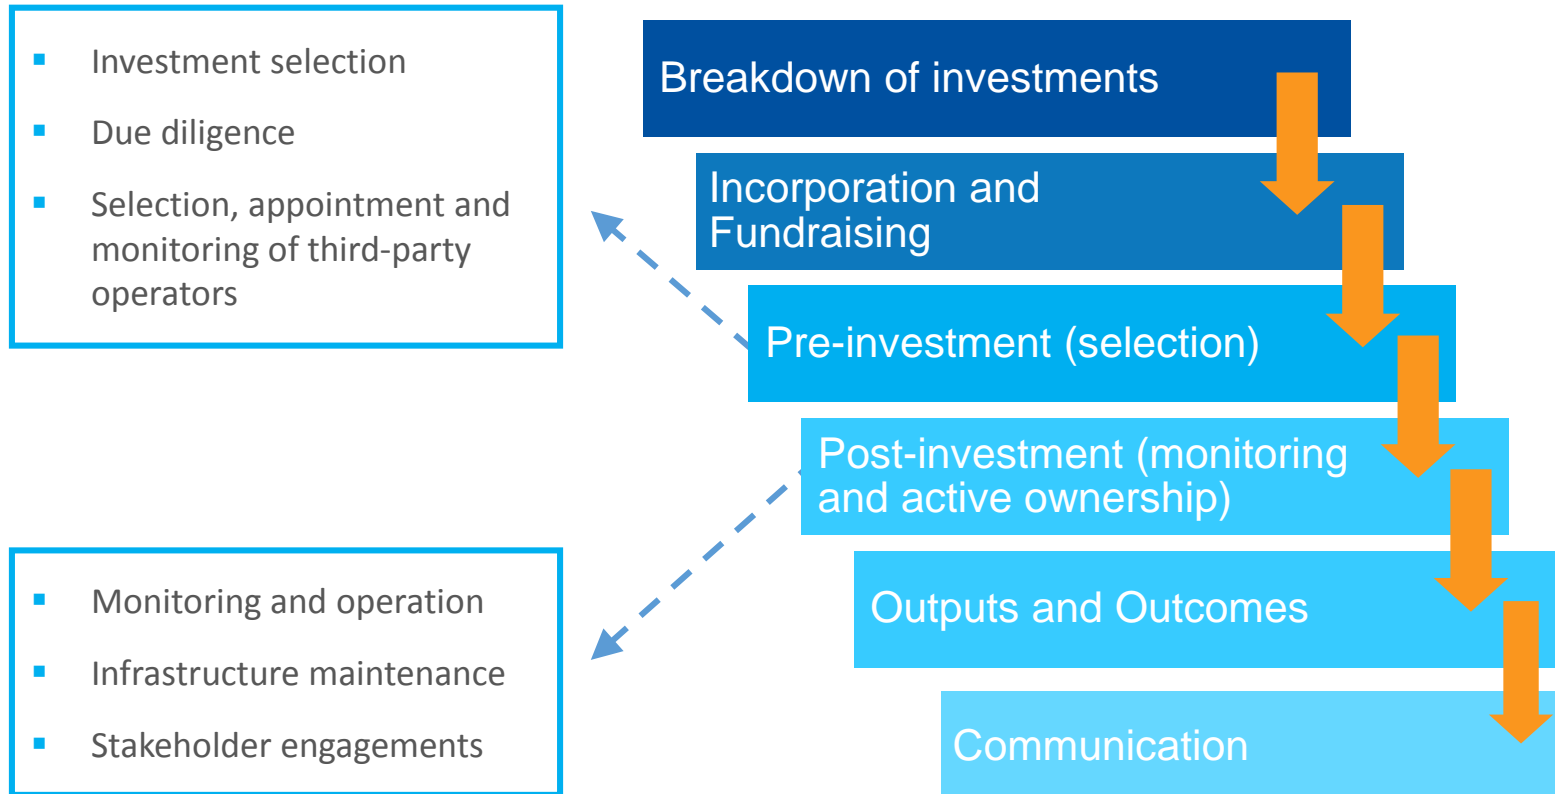 Investment selection
Due diligence
Selection, appointment and
monitoring of third-party
operators
Breakdown of investments
Incorporation and
Fundraising
Pre-investment (selection)
Post-investment (monitoring
and active ownership)
Outputs and Outcomes
Communication
Monitoring and operation
Infrastructure maintenance
Stakeholder engagements